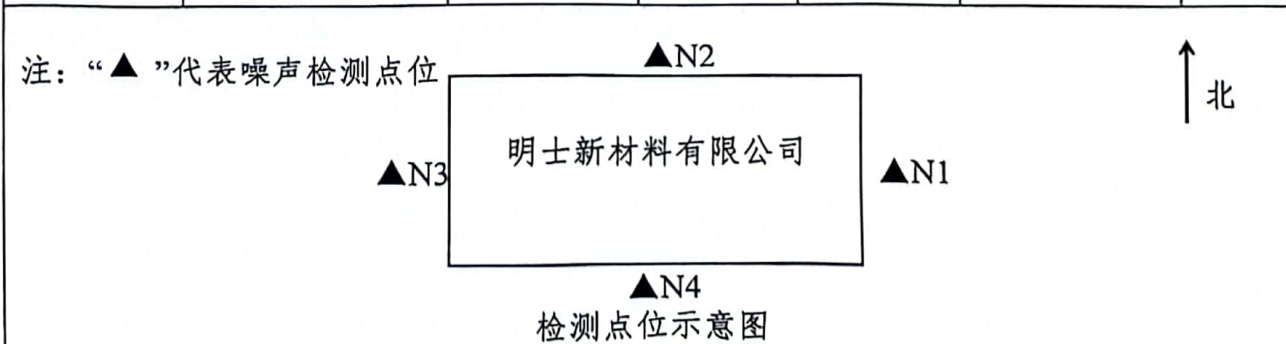 ▲N2
注：“▲ ”代表噪声检测点位
北
明士新材料有限公司
▲N3
▲N1
▲N4
检测点位示意图